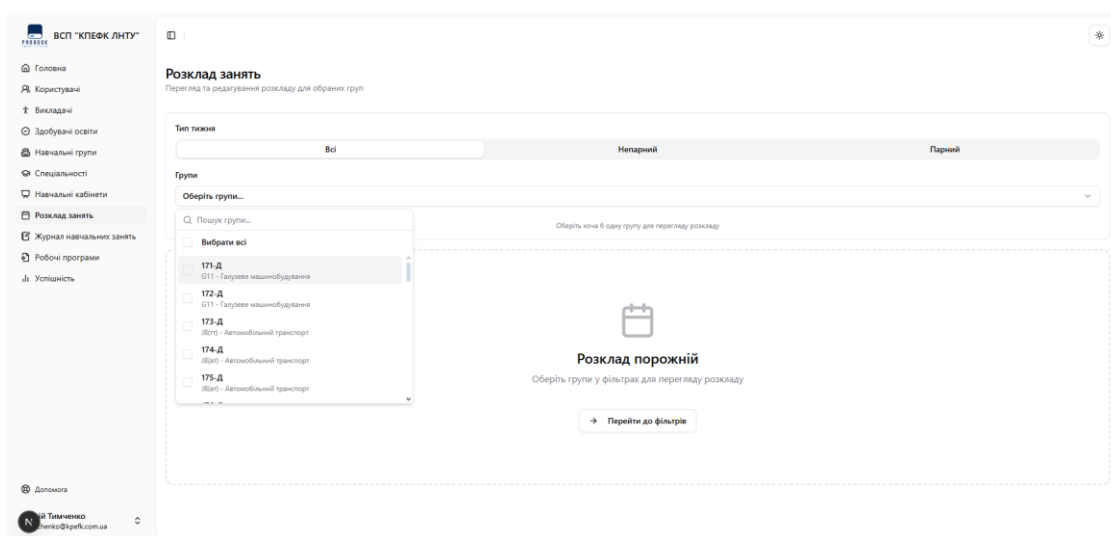 PROBOOK
ВСП "КПЕФК ЛНТУ"
Головна
Користувачі
Викладачі
Здобувачі освіти
Навчальні групи
Спеціальності
Навчальні кабінети
Розклад занять
Журнал навчальних занять
Робочі програми
Успішність
Допомога
N
ій Тимченко
henko@kpefk.com.ua
Розклад занять
Перегляд та редагування розкладу для обраних груп
Тип тижня
Всі
Непарний
Парний
Групи
Оберіть групи...
Пошук групи...
Вибрати всі
171-Д
G11 - Галузеве машинобудування
172-Д
G11 - Галузеве машинобудування
173-Д
J8(тт) - Автомобільний транспорт
174-Д
J8(ат) - Автомобільний транспорт
175-Д
J8(ат) - Автомобільний транспорт
Оберіть хоча б одну групу для перегляду розкладу
Розклад порожній
Оберіть групи у фільтрах для перегляду розкладу
Перейти до фільтрів